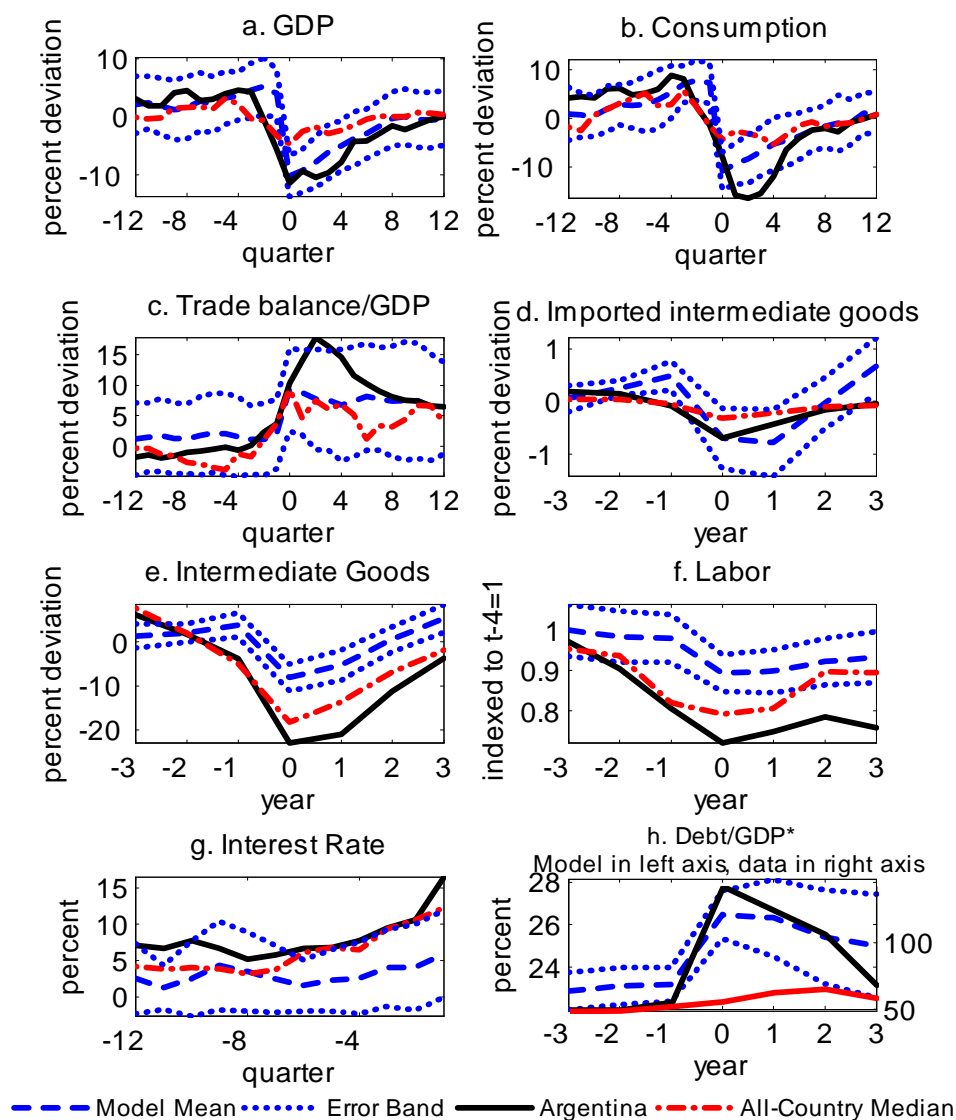 a. GDP
percent deviation
10
0
-10
-12 -8 -4 0 4 8 12
quarter
b. Consumption
percent deviation
10
0
-10
-12 -8 -4 0 4 8 12
quarter
c. Trade balance/GDP
percent deviation
15
10
5
0
-12 -8 -4 0 4 8 12
quarter
d. Imported intermediate goods
percent deviation
1
0
-1
-3 -2 -1 0 1 2 3
year
e. Intermediate Goods
percent deviation
0
-10
-20
-3 -2 -1 0 1 2 3
year
f. Labor
indexed to t-4=1
1
0.9
0.8
-3 -2 -1 0 1 2 3
year
g. Interest Rate
percent
15
10
5
0
-12 -8 -4
quarter
h. Debt/GDP*
Model in left axis, data in right axis
percent
28
26
24
100
50
-3 -2 -1 0 1 2 3
year
Model Mean Error Band Argentina All-Country Median